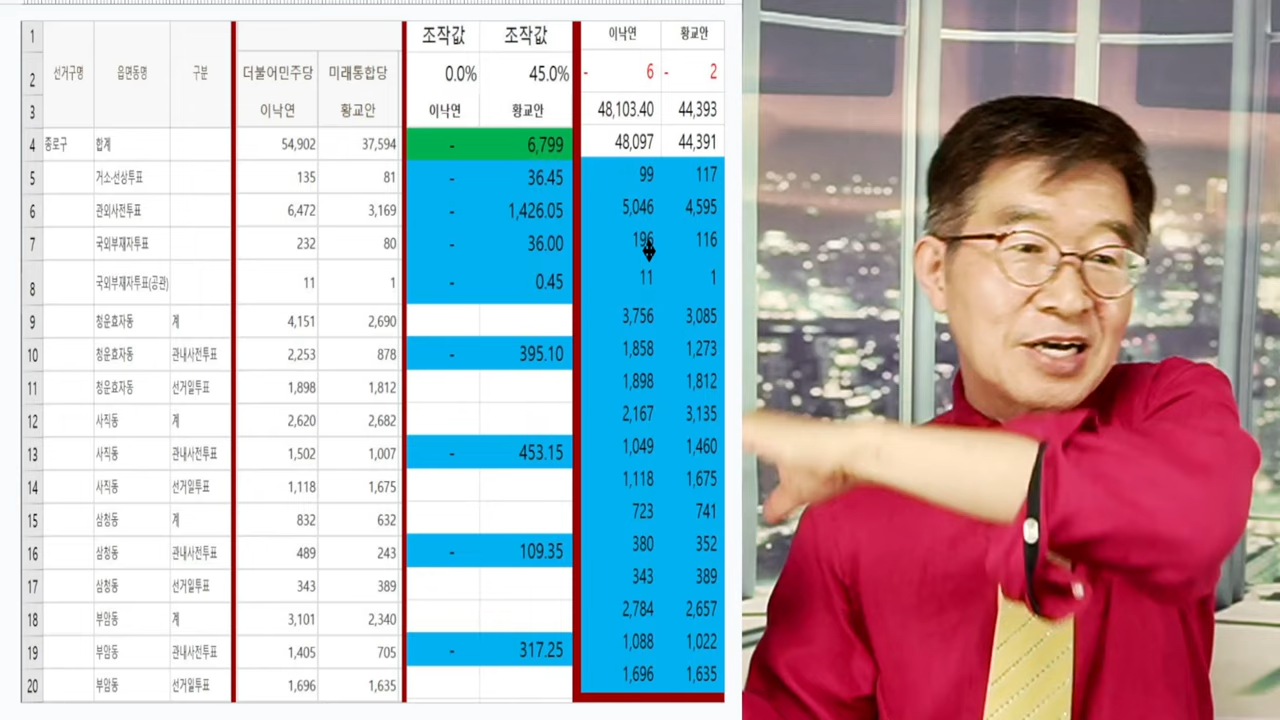 1 조작값 조작값 이낙연 황교안
2 선거구명 읍면동명 구분 더불어민주당 미래통합당 0.0% 45.0% - 6 - 2
3 이낙연 황교안 이낙연 황교안 48,103.40 44,393
4 종로구 합계 54,902 37,594 - 6,799 48,097 44,391
5 거소·선상투표 135 81 - 36.45 99 117
6 관외사전투표 6,472 3,169 - 1,426.05 5,046 4,595
7 국외부재자투표 232 80 - 36.00 196 116
8 국외부재자투표(공관) 11 1 - 0.45 11 1
9 청운효자동 계 4,151 2,690 3,756 3,085
10 청운효자동 관내사전투표 2,253 878 - 395.10 1,858 1,273
11 청운효자동 선거일투표 1,898 1,812 1,898 1,812
12 사직동 계 2,620 2,682 2,167 3,135
13 사직동 관내사전투표 1,502 1,007 - 453.15 1,049 1,460
14 사직동 선거일투표 1,118 1,675 1,118 1,675
15 삼청동 계 832 632 723 741
16 삼청동 관내사전투표 489 243 - 109.35 380 352
17 삼청동 선거일투표 343 389 343 389
18 부암동 계 3,101 2,340 2,784 2,657
19 부암동 관내사전투표 1,405 705 - 317.25 1,088 1,022
20 부암동 선거일투표 1,696 1,635 1,696 1,635